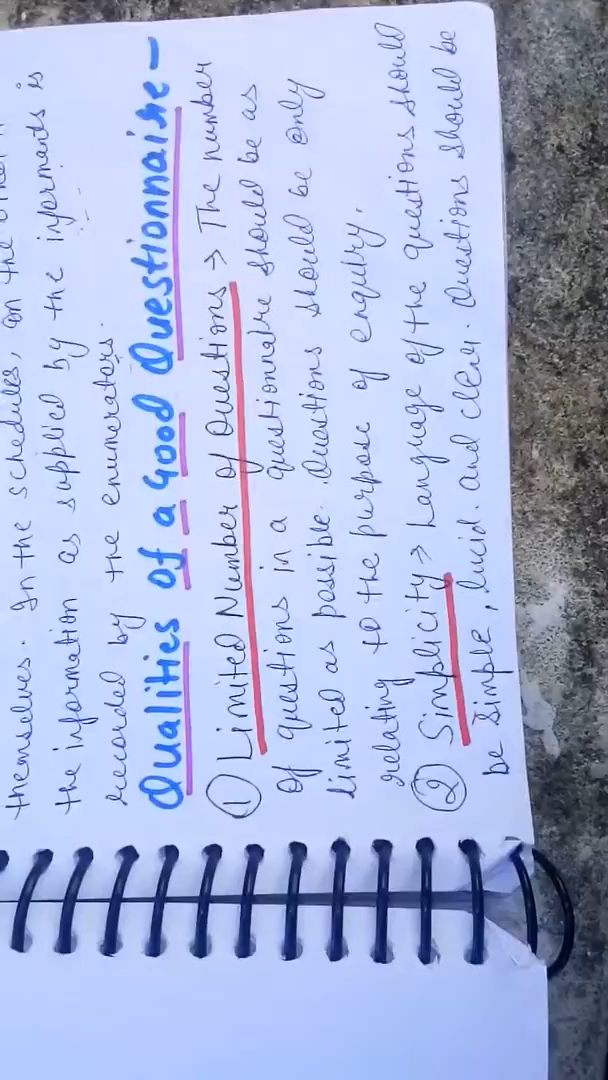 themselves. In the schedules, on the other
the information as supplied by the informants is
recorded by the enumerators.
Qualities of a Good Questionnaire -
① Limited Number of Questions → The number
of questions in a questionnaire should be as
limited as possible. Questions should be only
relating to the purpose of enquiry.
② Simplicity → Language of the questions should
be simple, lucid. and clear. Questions should be